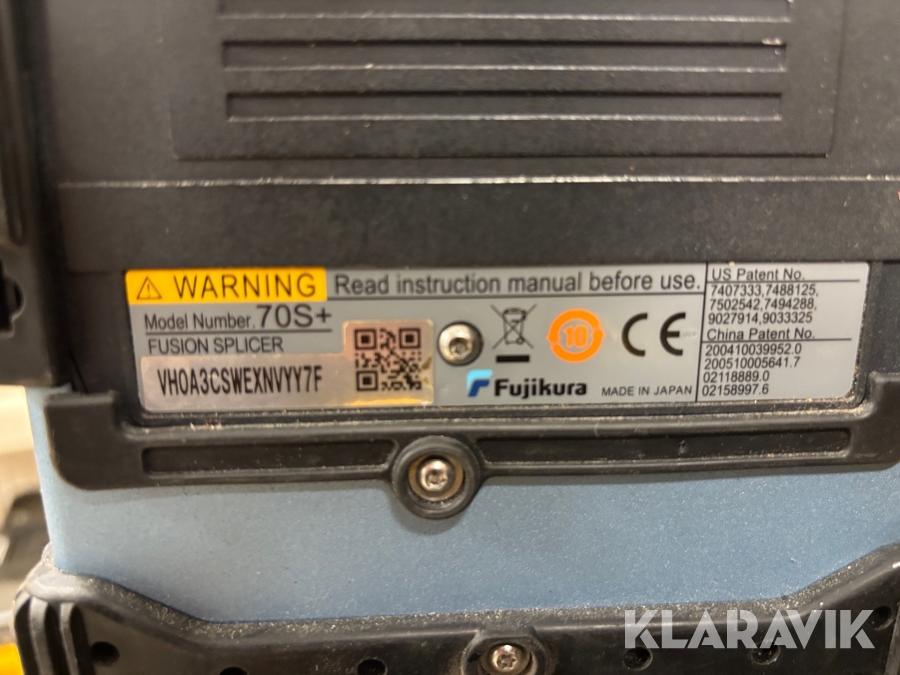 WARNING Read instruction manual before use.
Model Number. 70S+
FUSION SPLICER
VH0A3CSWEXNVYY7F
10
CE
Fujikura
MADE IN JAPAN
US Patent No.
7407333,7488125,
7502542,7494288,
9027914,9033325
China Patent No.
200410039952.0
200510005641.7
02118889.0
02158997.6
KLARAVIK